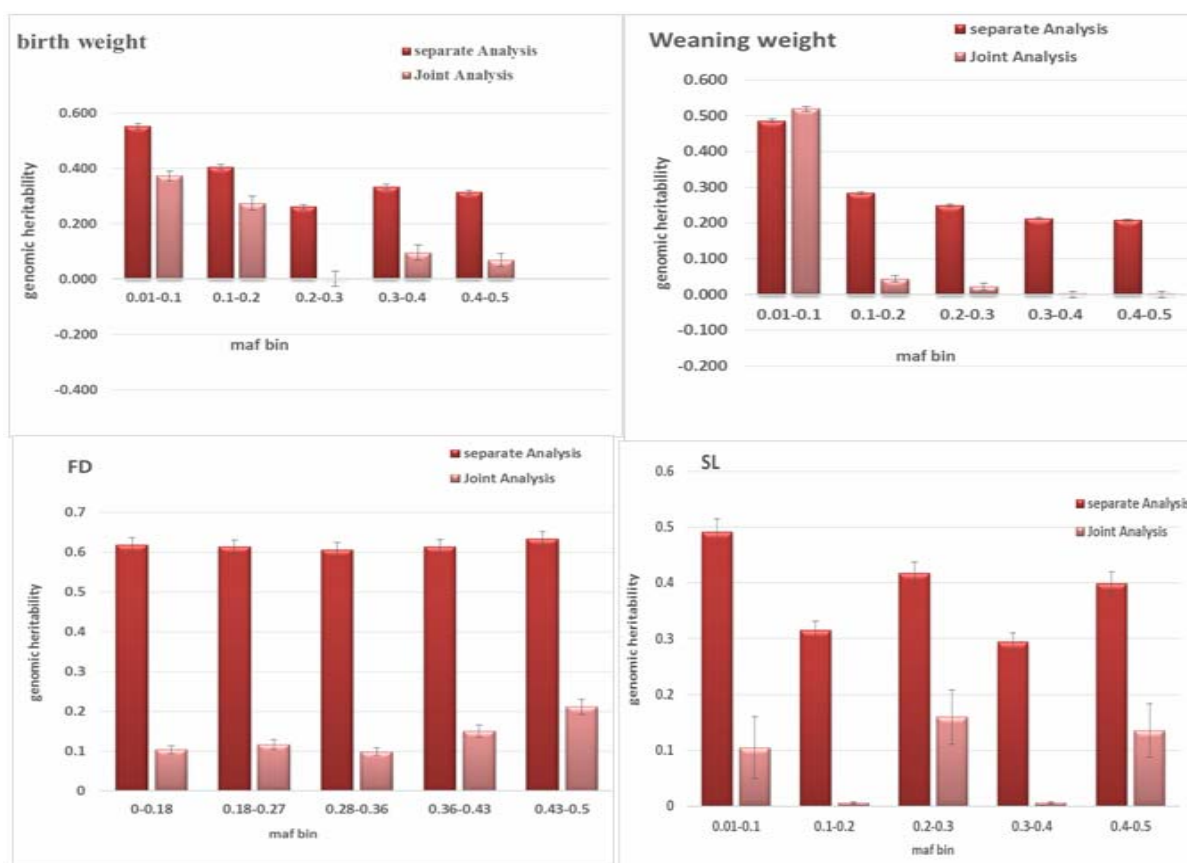 birth weight
separate Analysis
Joint Analysis
0.600
0.400
0.200
0.000
-0.200
-0.400
genomic heritability
0.01-0.1 0.1-0.2 0.2-0.3 0.3-0.4 0.4-0.5
maf bin
Weaning weight
separate Analysis
Joint Analysis
0.600
0.500
0.400
0.300
0.200
0.100
0.000
-0.100
-0.200
genomic heritability
0.01-0.1 0.1-0.2 0.2-0.3 0.3-0.4 0.4-0.5
maf bin
FD
separate Analysis
Joint Analysis
0.7
0.6
0.5
0.4
0.3
0.2
0.1
0
genomic heritability
0-0.18 0.18-0.27 0.28-0.36 0.36-0.43 0.43-0.5
maf bin
SL
separate Analysis
Joint Analysis
0.6
0.5
0.4
0.3
0.2
0.1
0
genomic heritability
0.01-0.1 0.1-0.2 0.2-0.3 0.3-0.4 0.4-0.5
maf bin